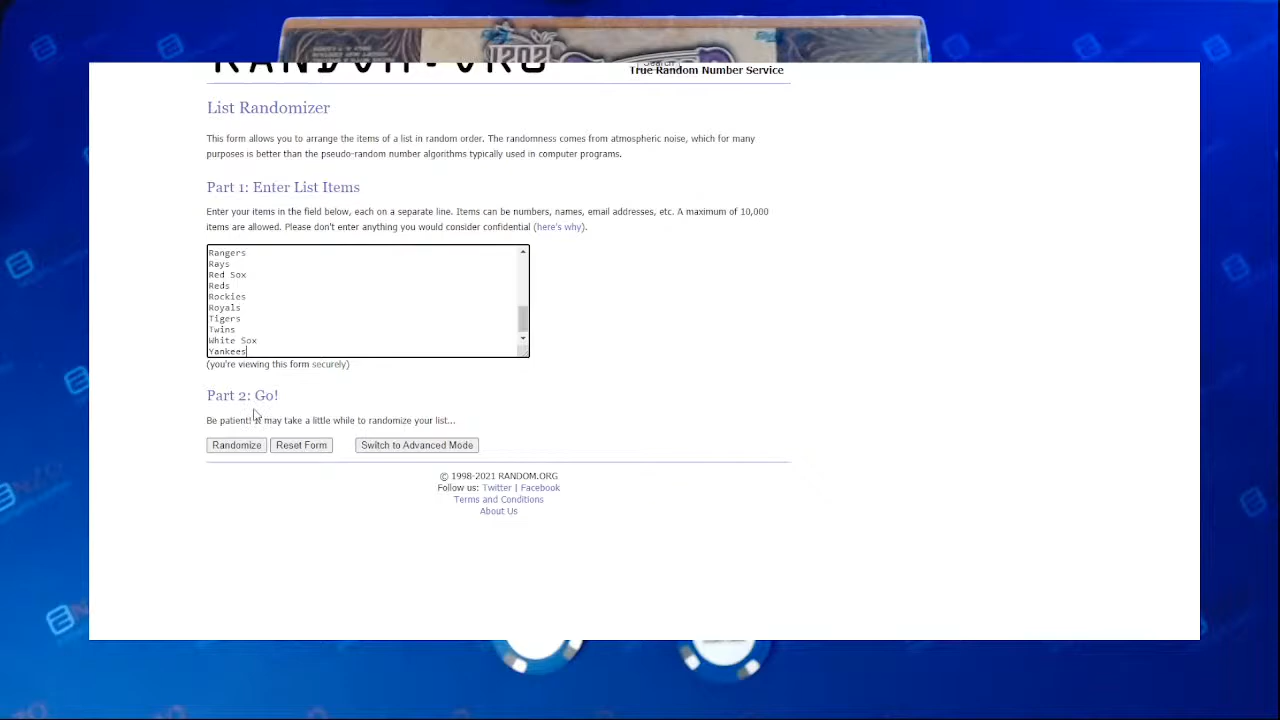 RANDOM.ORG
Search
True Random Number Service
List Randomizer
This form allows you to arrange the items of a list in random order. The randomness comes from atmospheric noise, which for many
purposes is better than the pseudo-random number algorithms typically used in computer programs.
Part 1: Enter List Items
Enter your items in the field below, each on a separate line. Items can be numbers, names, email addresses, etc. A maximum of 10,000
items are allowed. Please don't enter anything you would consider confidential (here's why).
Rangers
Rays
Red Sox
Reds
Rockies
Royals
Tigers
Twins
White Sox
Yankees
(you're viewing this form securely)
Part 2: Go!
Be patient! It may take a little while to randomize your list...
Randomize Reset Form Switch to Advanced Mode
© 1998-2021 RANDOM.ORG
Follow us: Twitter | Facebook
Terms and Conditions
About Us